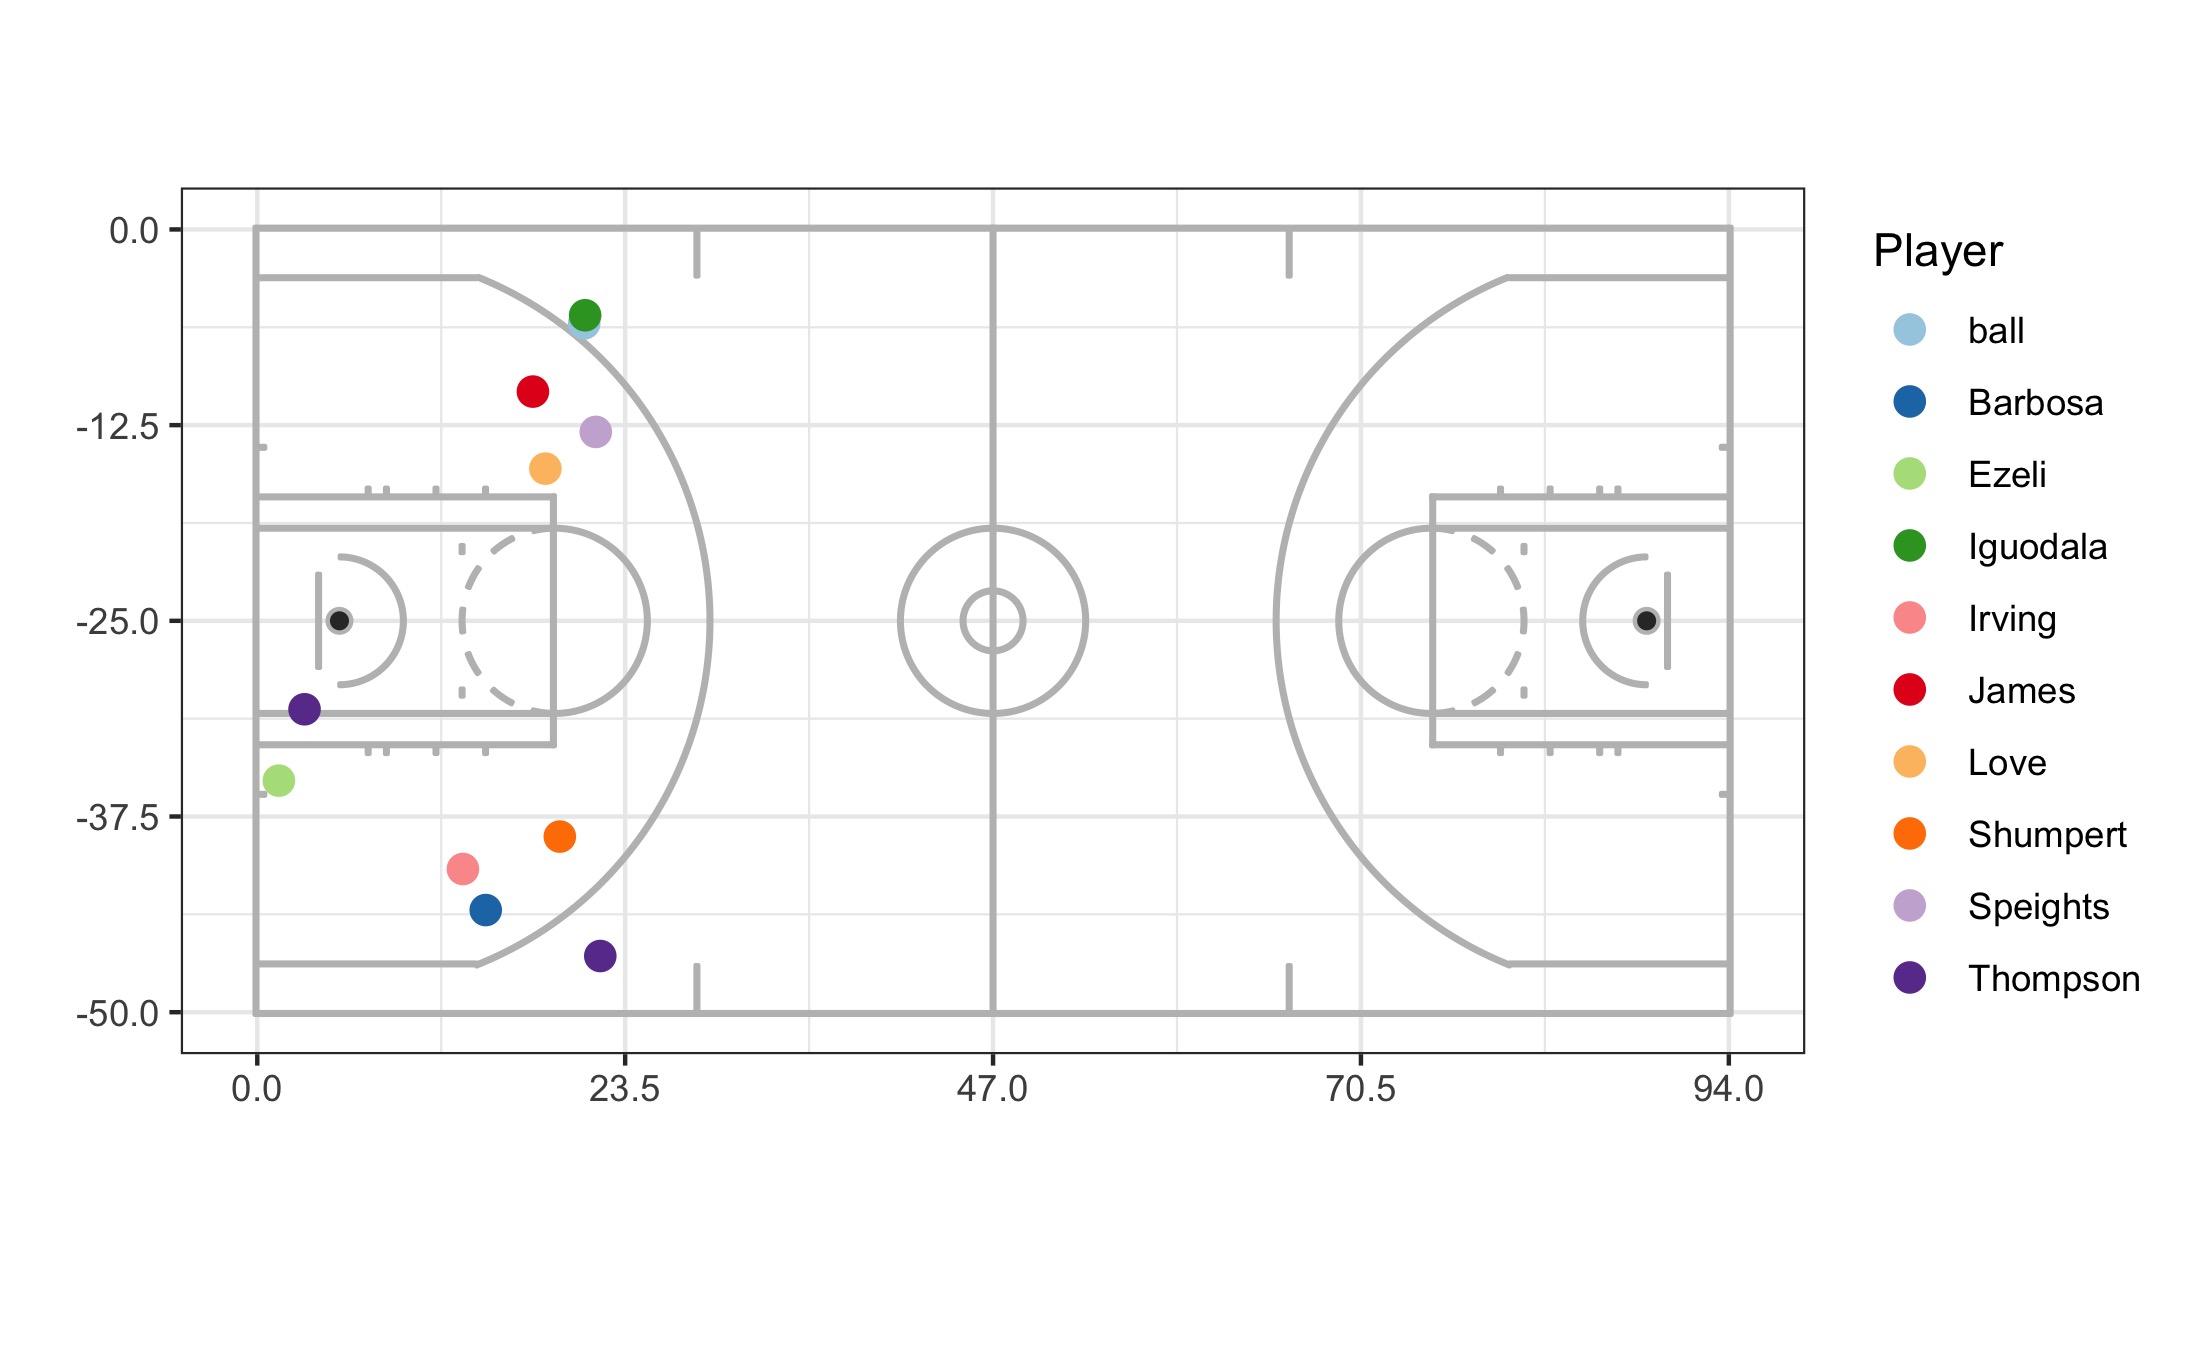 0.0
-12.5
-25.0
-37.5
-50.0
0.0
23.5
47.0
70.5
94.0
Player
ball
Barbosa
Ezeli
Iguodala
Irving
James
Love
Shumpert
Speights
Thompson